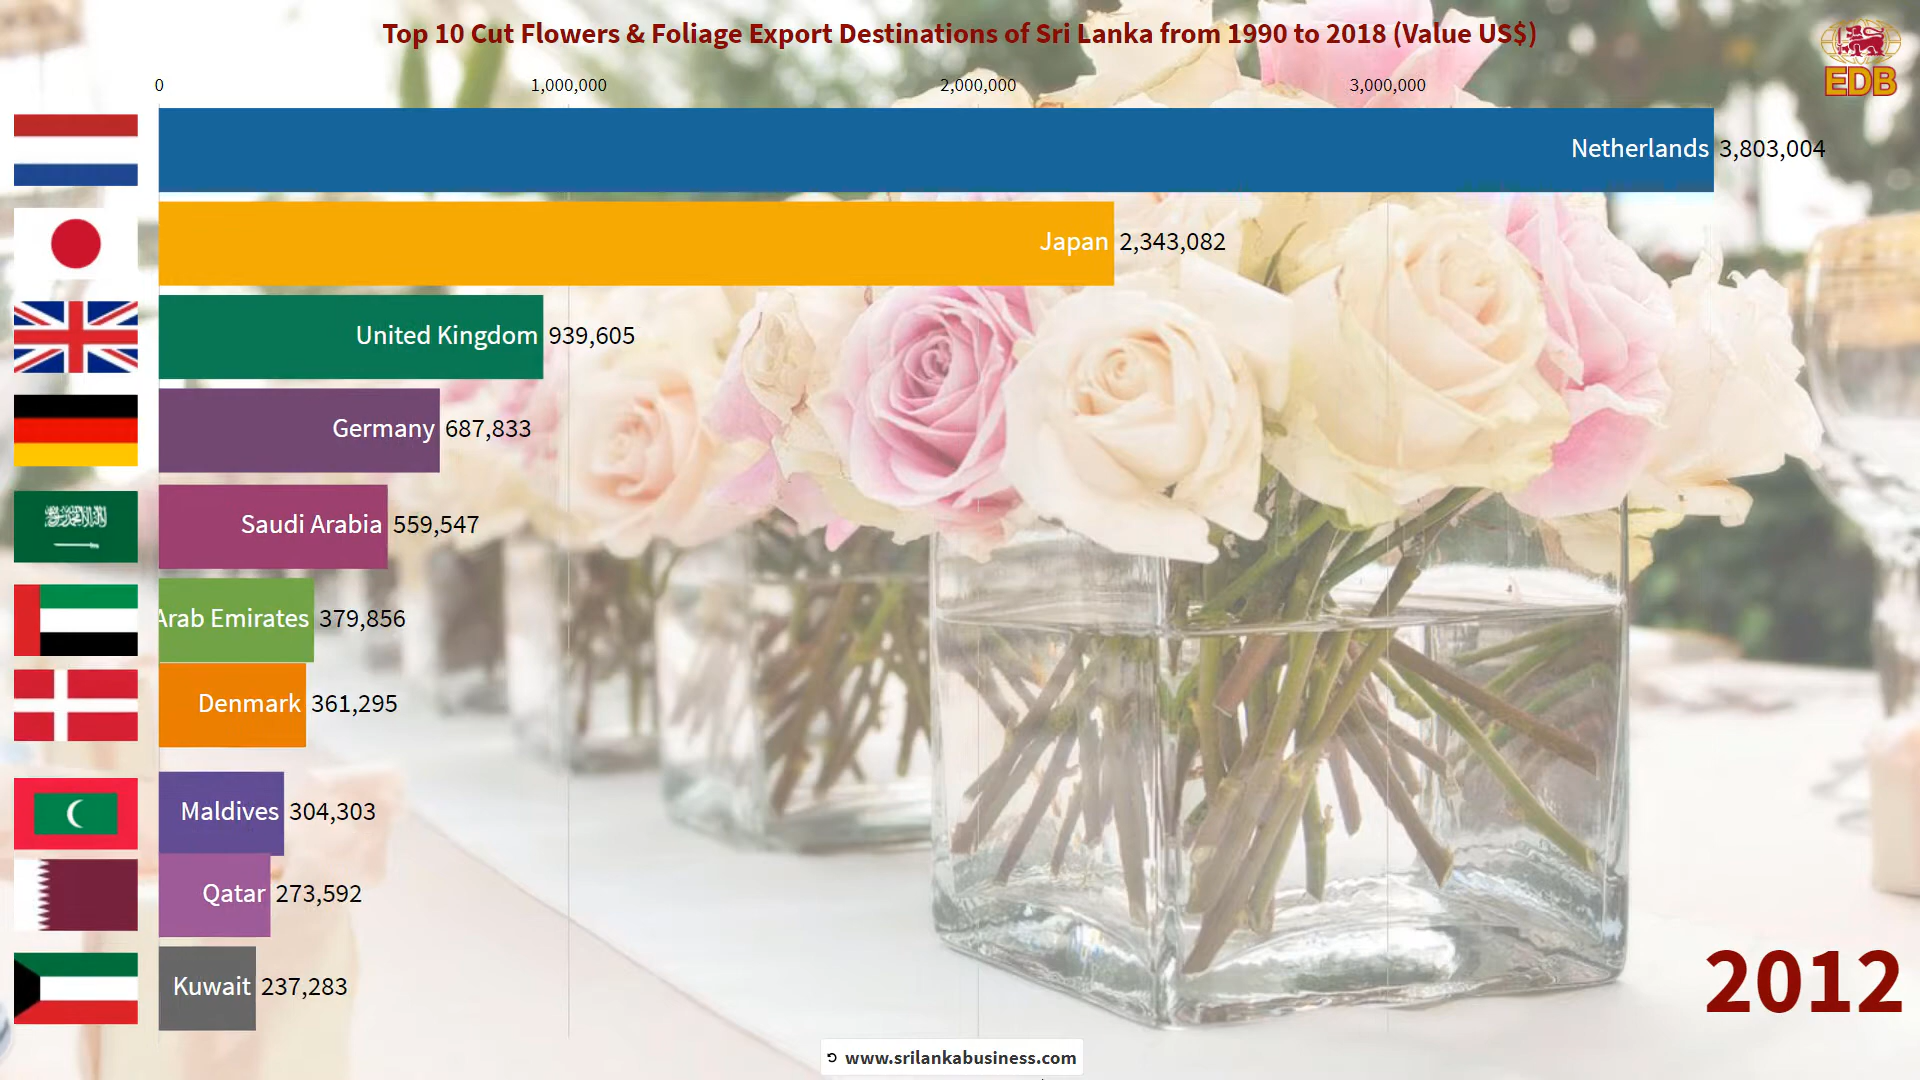 Top 10 Cut Flowers & Foliage Export Destinations of Sri Lanka from 1990 to 2018 (Value US$)
EDB
0 1,000,000 2,000,000 3,000,000
Netherlands 3,803,004
Japan 2,343,082
United Kingdom 939,605
Germany 687,833
Saudi Arabia 559,547
Arab Emirates 379,856
Denmark 361,295
Maldives 304,303
Qatar 273,592
Kuwait 237,283
2012
www.srilankabusiness.com